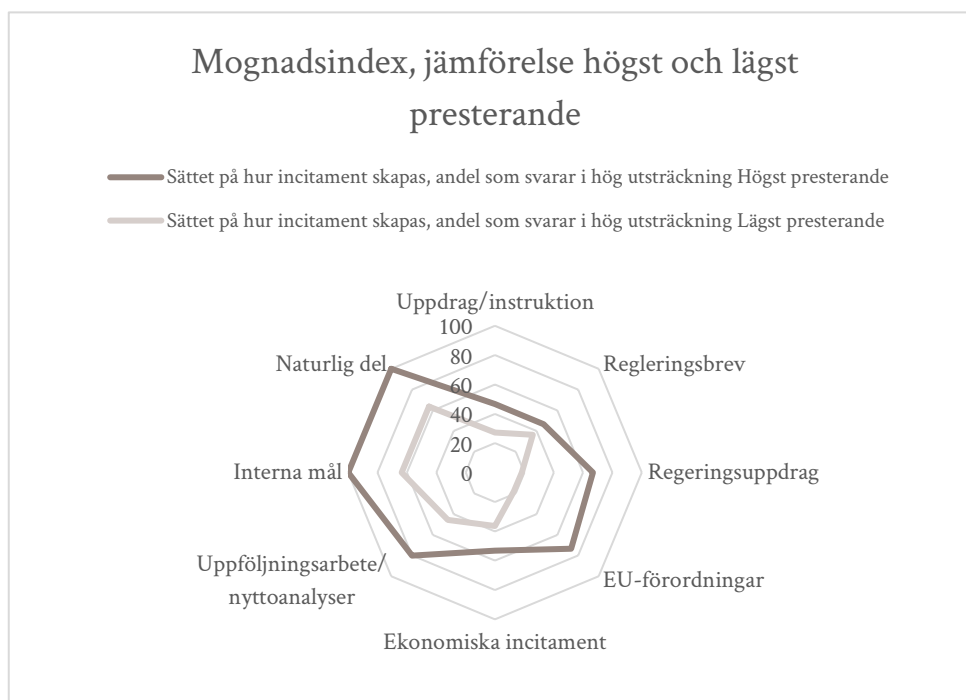 Mognadsindex, jämförelse högst och lägst
presterande
Sättet på hur incitament skapas, andel som svarar i hög utsträckning Högst presterande
Sättet på hur incitament skapas, andel som svarar i hög utsträckning Lägst presterande
Uppdrag/instruktion
100
80
60
40
20
0
Naturlig del
Regleringsbrev
Interna mål
Regeringsuppdrag
Uppföljningsarbete/
nyttoanalyser
EU-förordningar
Ekonomiska incitament